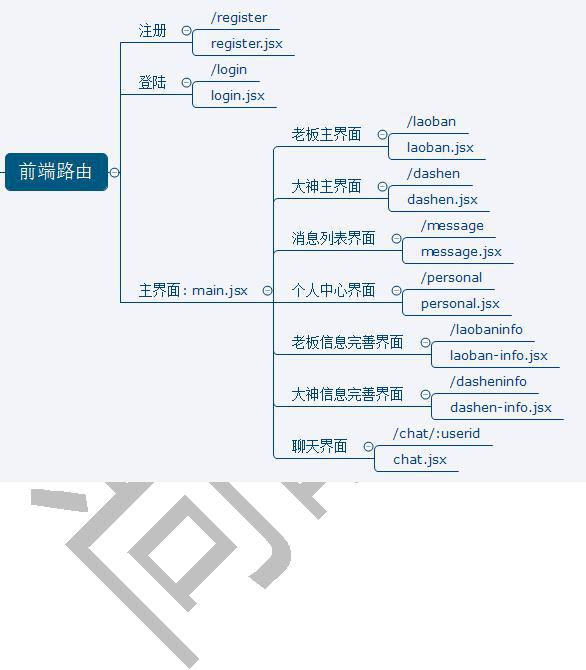 前端路由
注册
/register
register.jsx
登陆
/login
login.jsx
主界面：main.jsx
老板主界面
/laoban
laoban.jsx
大神主界面
/dashen
dashen.jsx
消息列表界面
/message
message.jsx
个人中心界面
/personal
personal.jsx
老板信息完善界面
/laobaninfo
laoban-info.jsx
大神信息完善界面
/dasheninfo
dashen-info.jsx
聊天界面
/chat/:userid
chat.jsx